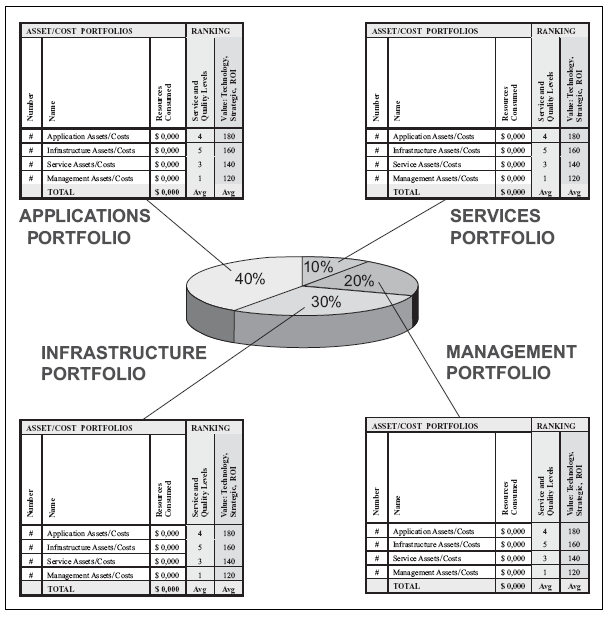 ASSET/COST PORTFOLIOS RANKING
Number
Name
Resources
Consumed
Service and
Quality Levels
Value: Technology,
Strategic, ROI
# Application Assets/Costs $ 0,000 4 180
# Infrastructure Assets/Costs $ 0,000 5 160
# Service Assets/Costs $ 0,000 3 140
# Management Assets/Costs $ 0,000 1 120
TOTAL $ 0,000 Avg Avg
ASSET/COST PORTFOLIOS RANKING
Number
Name
Resources
Consumed
Service and
Quality Levels
Value: Technology,
Strategic, ROI
# Application Assets/Costs $ 0,000 4 180
# Infrastructure Assets/Costs $ 0,000 5 160
# Service Assets/Costs $ 0,000 3 140
# Management Assets/Costs $ 0,000 1 120
TOTAL $ 0,000 Avg Avg
APPLICATIONS
PORTFOLIO
SERVICES
PORTFOLIO
40%
10%
20%
30%
INFRASTRUCTURE
PORTFOLIO
MANAGEMENT
PORTFOLIO
ASSET/COST PORTFOLIOS RANKING
Number
Name
Resources
Consumed
Service and
Quality Levels
Value: Technology,
Strategic, ROI
# Application Assets/Costs $ 0,000 4 180
# Infrastructure Assets/Costs $ 0,000 5 160
# Service Assets/Costs $ 0,000 3 140
# Management Assets/Costs $ 0,000 1 120
TOTAL $ 0,000 Avg Avg
ASSET/COST PORTFOLIOS RANKING
Number
Name
Resources
Consumed
Service and
Quality Levels
Value: Technology,
Strategic, ROI
# Application Assets/Costs $ 0,000 4 180
# Infrastructure Assets/Costs $ 0,000 5 160
# Service Assets/Costs $ 0,000 3 140
# Management Assets/Costs $ 0,000 1 120
TOTAL $ 0,000 Avg Avg